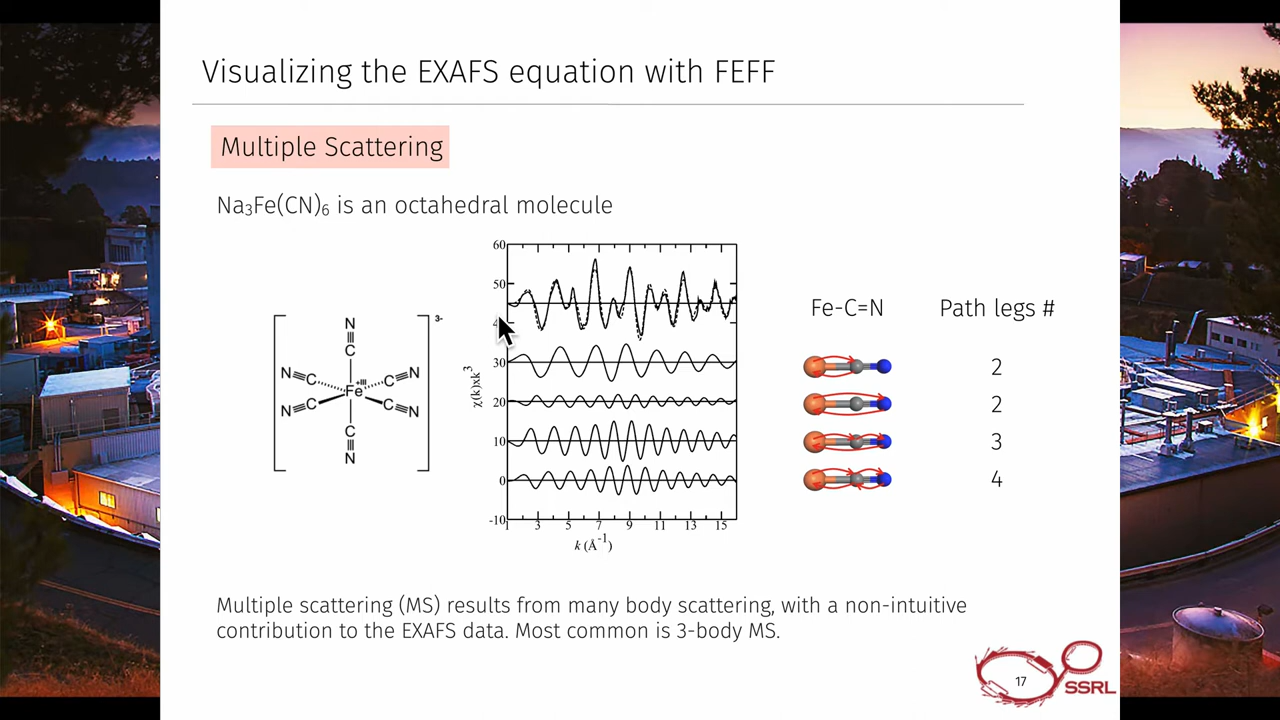 Visualizing the EXAFS equation with FEFF
Multiple Scattering
Na₃Fe(CN)₆ is an octahedral molecule
3-
N
C
N C
C N
Fe +III
N C
C N
C
N
60
50
30
20
10
0
-10
χ(k)xk³
1 3 5 7 9 11 13 15
k (Å⁻¹)
Fe-C=N Path legs #
2
2
3
4
Multiple scattering (MS) results from many body scattering, with a non-intuitive
contribution to the EXAFS data. Most common is 3-body MS.
17
SSRL